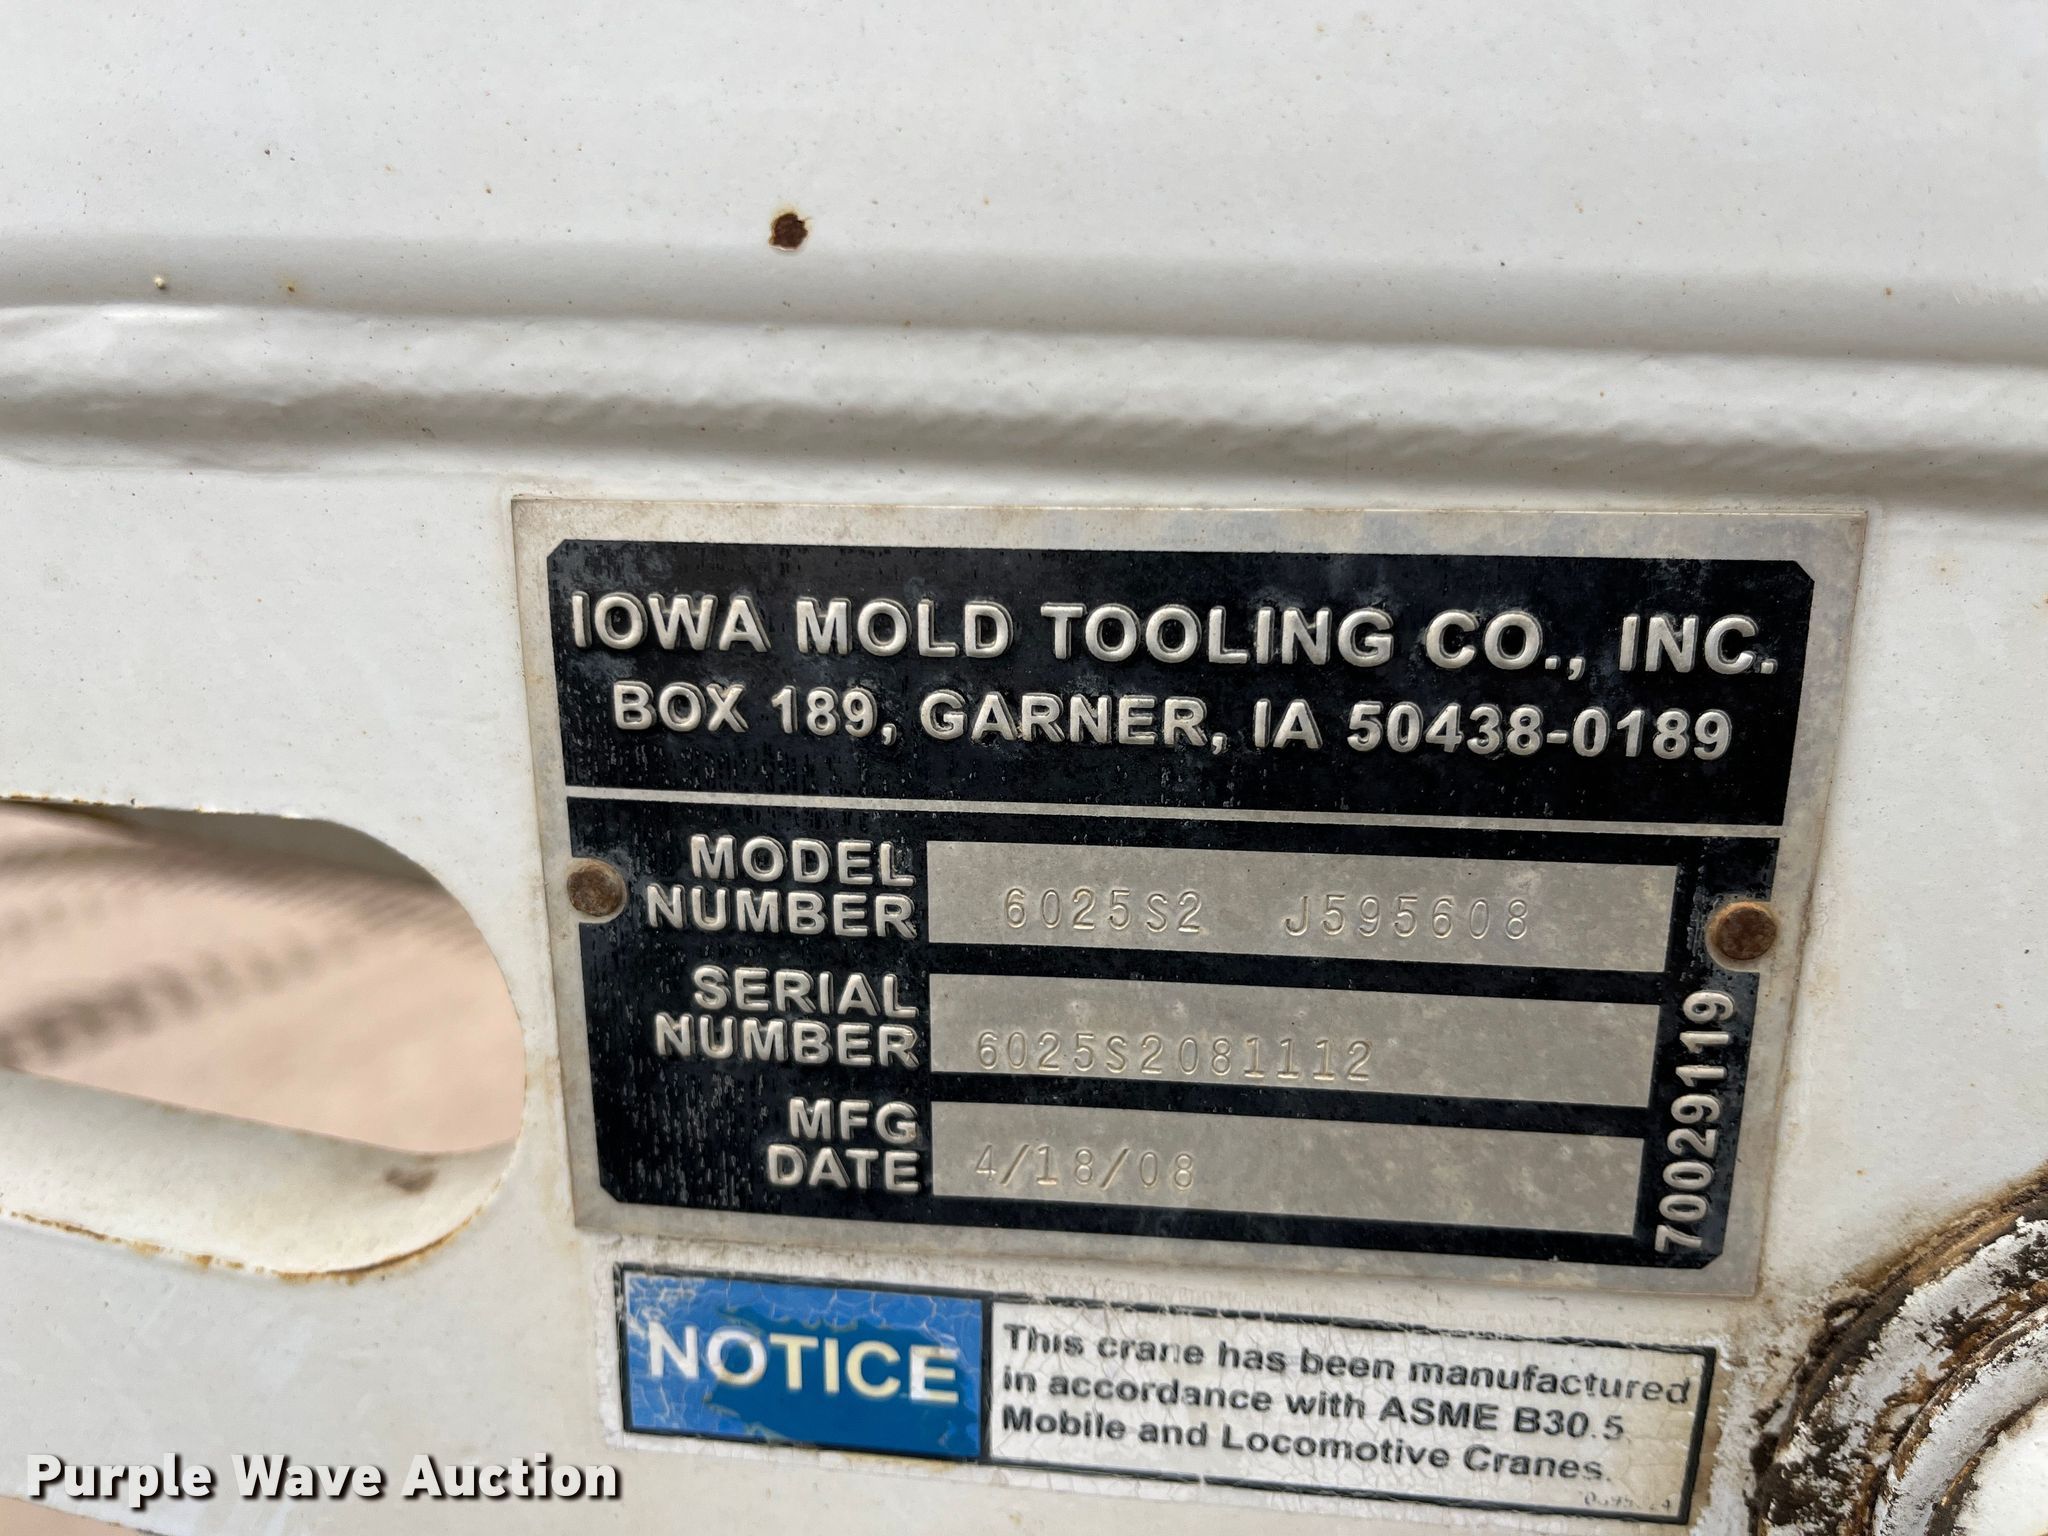 IOWA MOLD TOOLING CO., INC.
BOX 189, GARNER, IA 50438-0189
MODEL NUMBER 6025S2 J595608
SERIAL NUMBER 6025S2081112
MFG DATE 4/18/08
70029119
NOTICE
This crane has been manufactured
in accordance with ASME B30.5
Mobile and Locomotive Cranes.
Purple Wave Auction